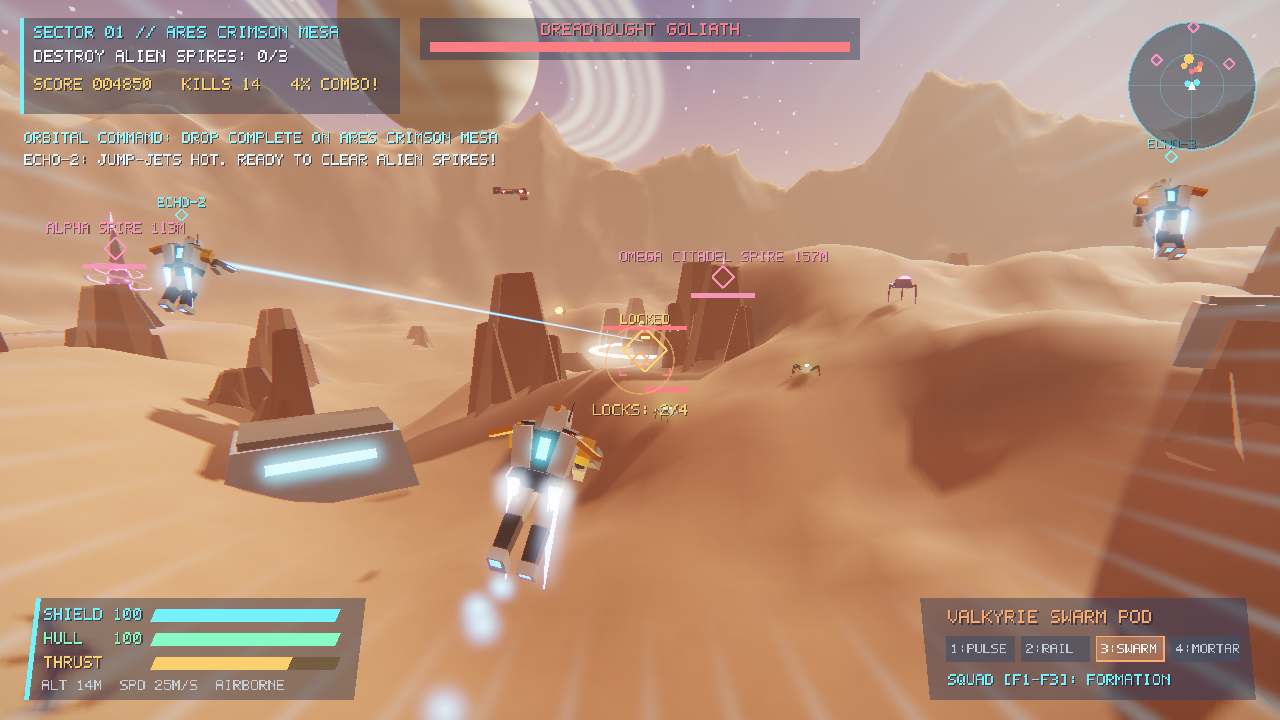 SECTOR 01 // ARES CRIMSON MESA
DESTROY ALIEN SPIRES: 0/3
SCORE 004850 KILLS 14 4X COMBO!
DREADNOUGHT GOLIATH
ORBITAL COMMAND: DROP COMPLETE ON ARES CRIMSON MESA
ECHO-2: JUMP-JETS HOT. READY TO CLEAR ALIEN SPIRES!
ECHO-3
ECHO-2
ALPHA SPIRE 113M
OMEGA CITADEL SPIRE 157M
LOCKED
LOCKS: 2/4
SHIELD 100
HULL 100
THRUST
ALT 14M SPD 25M/S AIRBORNE
VALKYRIE SWARM POD
1:PULSE 2:RAIL 3:SWARM 4:MORTAR
SQUAD [F1-F3]: FORMATION